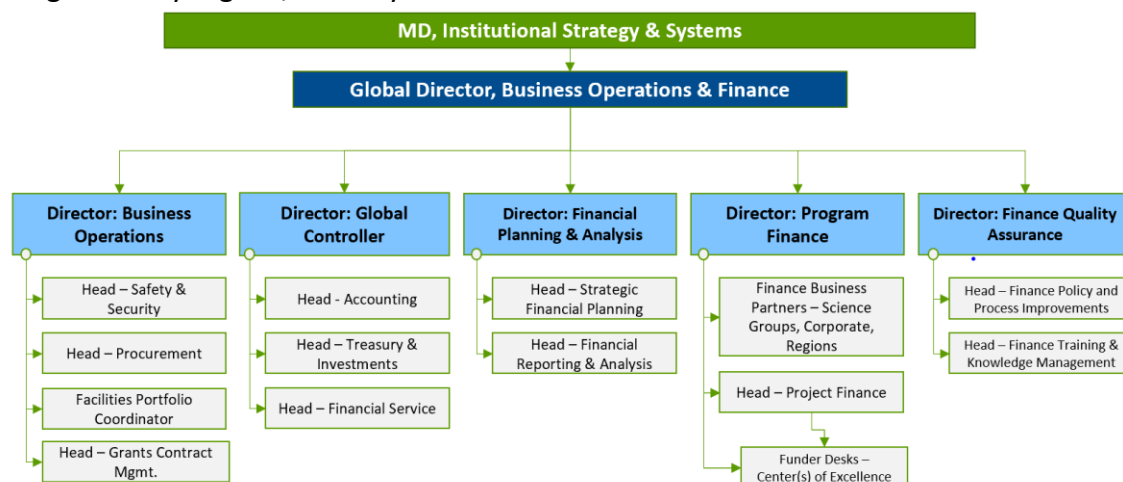 MD, Institutional Strategy & Systems
Global Director, Business Operations & Finance
Director: Business
Operations
Director: Global
Controller
Director: Financial
Planning & Analysis
Director: Program
Finance
Director: Finance Quality
Assurance
Head – Safety &
Security
Head – Procurement
Facilities Portfolio
Coordinator
Head – Grants Contract
Mgmt.
Head - Accounting
Head – Treasury &
Investments
Head – Financial Service
Head – Strategic
Financial Planning
Head – Financial
Reporting & Analysis
Finance Business
Partners – Science
Groups, Corporate,
Regions
Head – Project Finance
Funder Desks –
Center(s) of Excellence
Head – Finance Policy and
Process Improvements
Head – Finance Training &
Knowledge Management